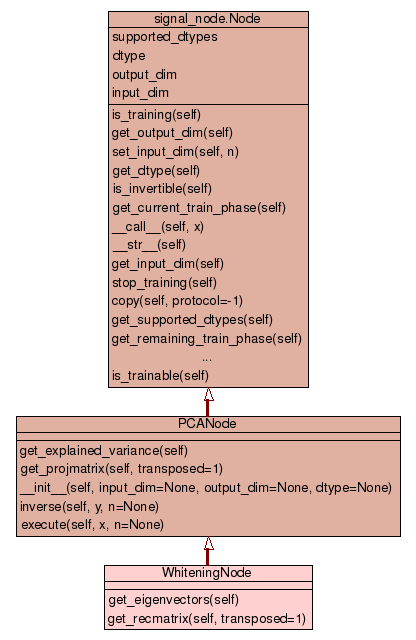 signal_node.Node
supported_dtypes
dtype
output_dim
input_dim
is_training(self)
get_output_dim(self)
set_input_dim(self, n)
get_dtype(self)
is_invertible(self)
get_current_train_phase(self)
__call__(self, x)
__str__(self)
get_input_dim(self)
stop_training(self)
copy(self, protocol=-1)
get_supported_dtypes(self)
get_remaining_train_phase(self)
...
is_trainable(self)
PCANode
get_explained_variance(self)
get_projmatrix(self, transposed=1)
__init__(self, input_dim=None, output_dim=None, dtype=None)
inverse(self, y, n=None)
execute(self, x, n=None)
WhiteningNode
get_eigenvectors(self)
get_recmatrix(self, transposed=1)